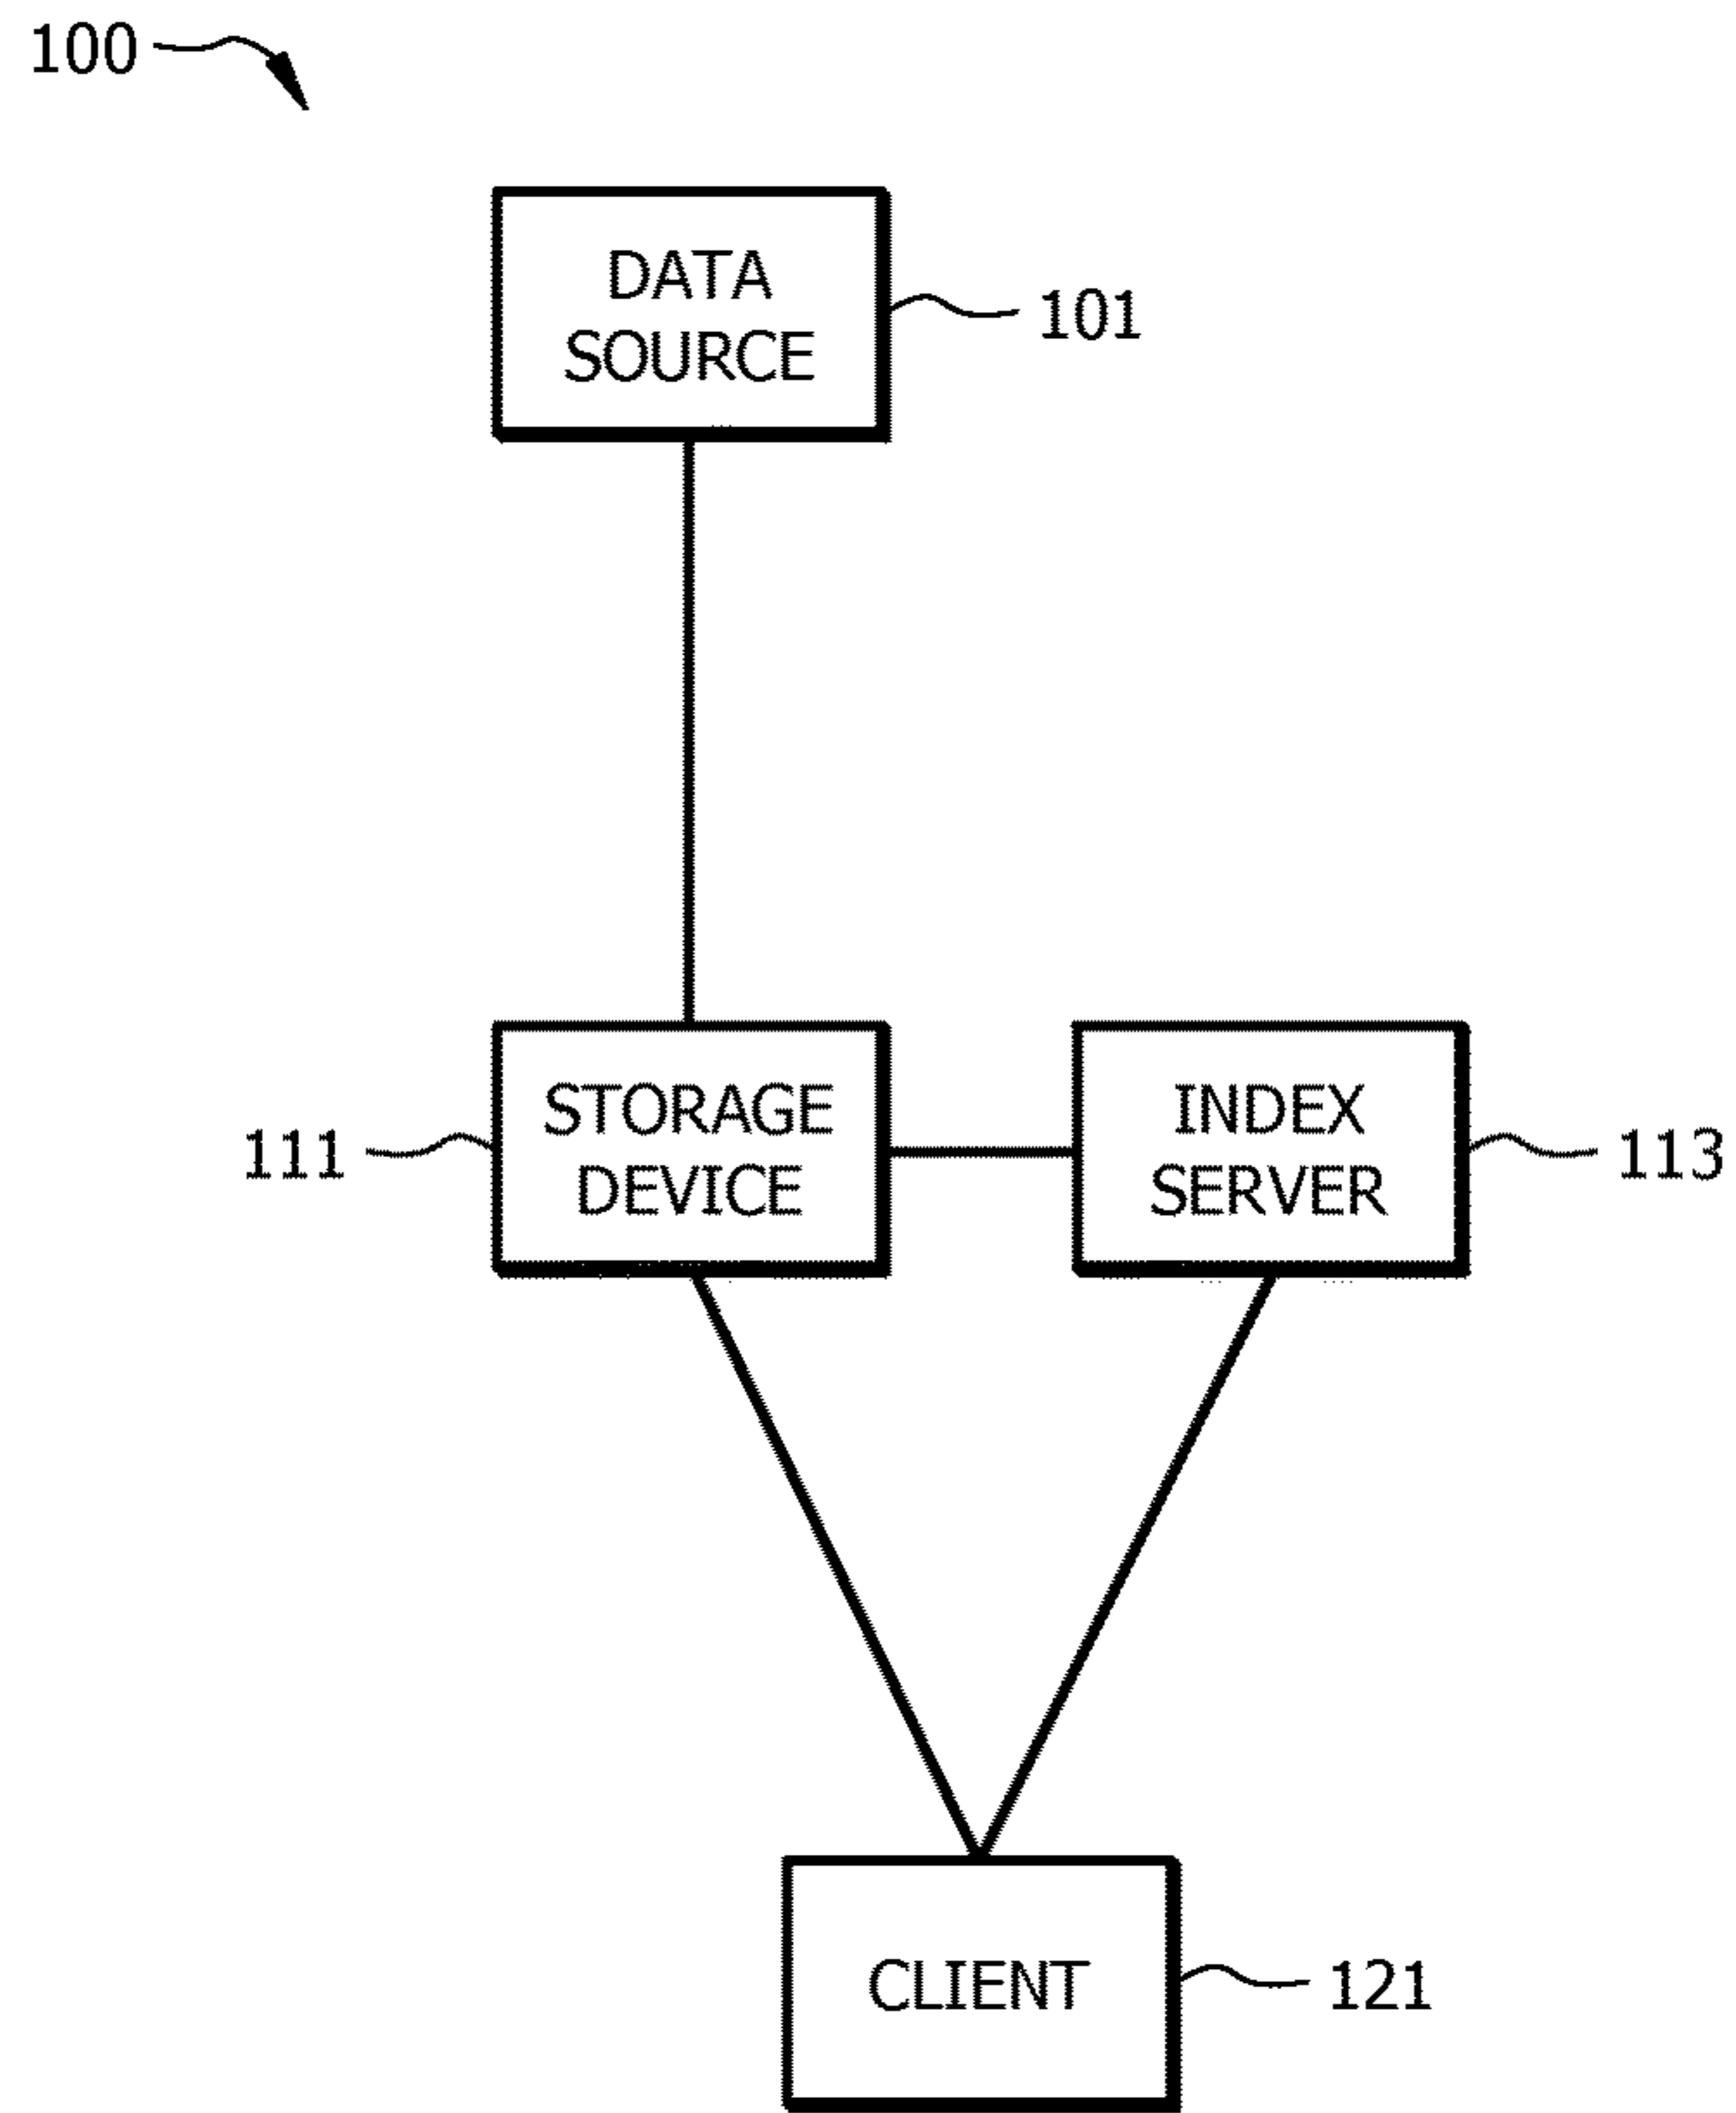 100
DATA
SOURCE
101
STORAGE
DEVICE
111
INDEX
SERVER
113
CLIENT
121